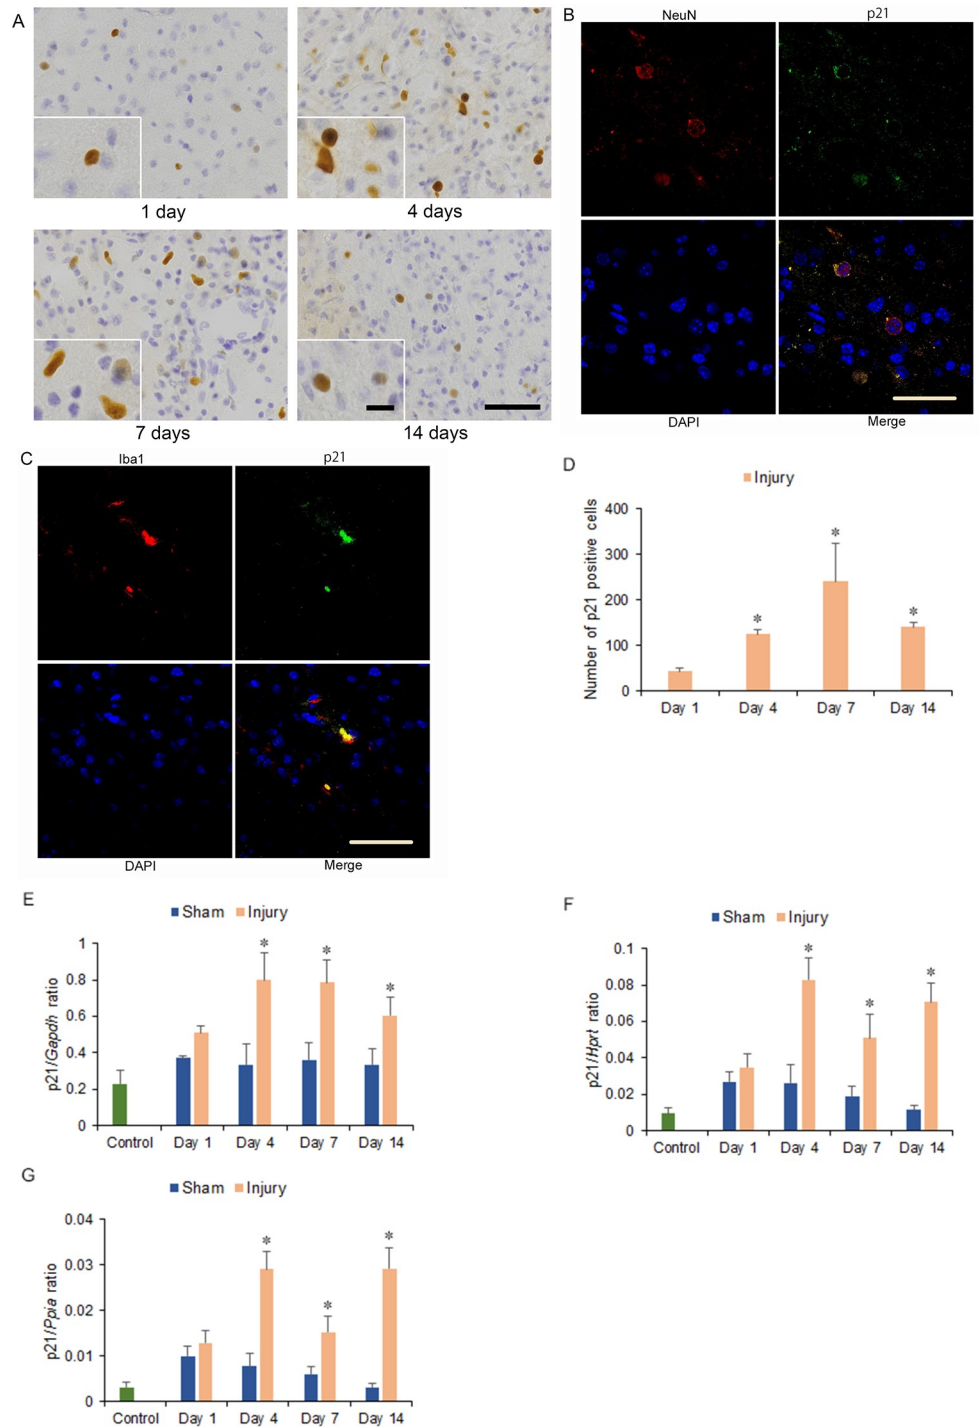 A
1 day
4 days
7 days
14 days
B
NeuN
p21
DAPI
Merge
C
Iba1
p21
DAPI
Merge
D
Injury
Number of p21 positive cells
400
300
200
100
0
*
*
*
Day 1
Day 4
Day 7
Day 14
E
Sham
Injury
p21/Gapdh ratio
1
0.8
0.6
0.4
0.2
0
*
*
*
Control
Day 1
Day 4
Day 7
Day 14
F
Sham
Injury
p21/Hprt ratio
0.1
0.08
0.06
0.04
0.02
0
*
*
*
Control
Day 1
Day 4
Day 7
Day 14
G
Sham
Injury
p21/Ppia ratio
0.04
0.03
0.02
0.01
0
*
*
*
Control
Day 1
Day 4
Day 7
Day 14